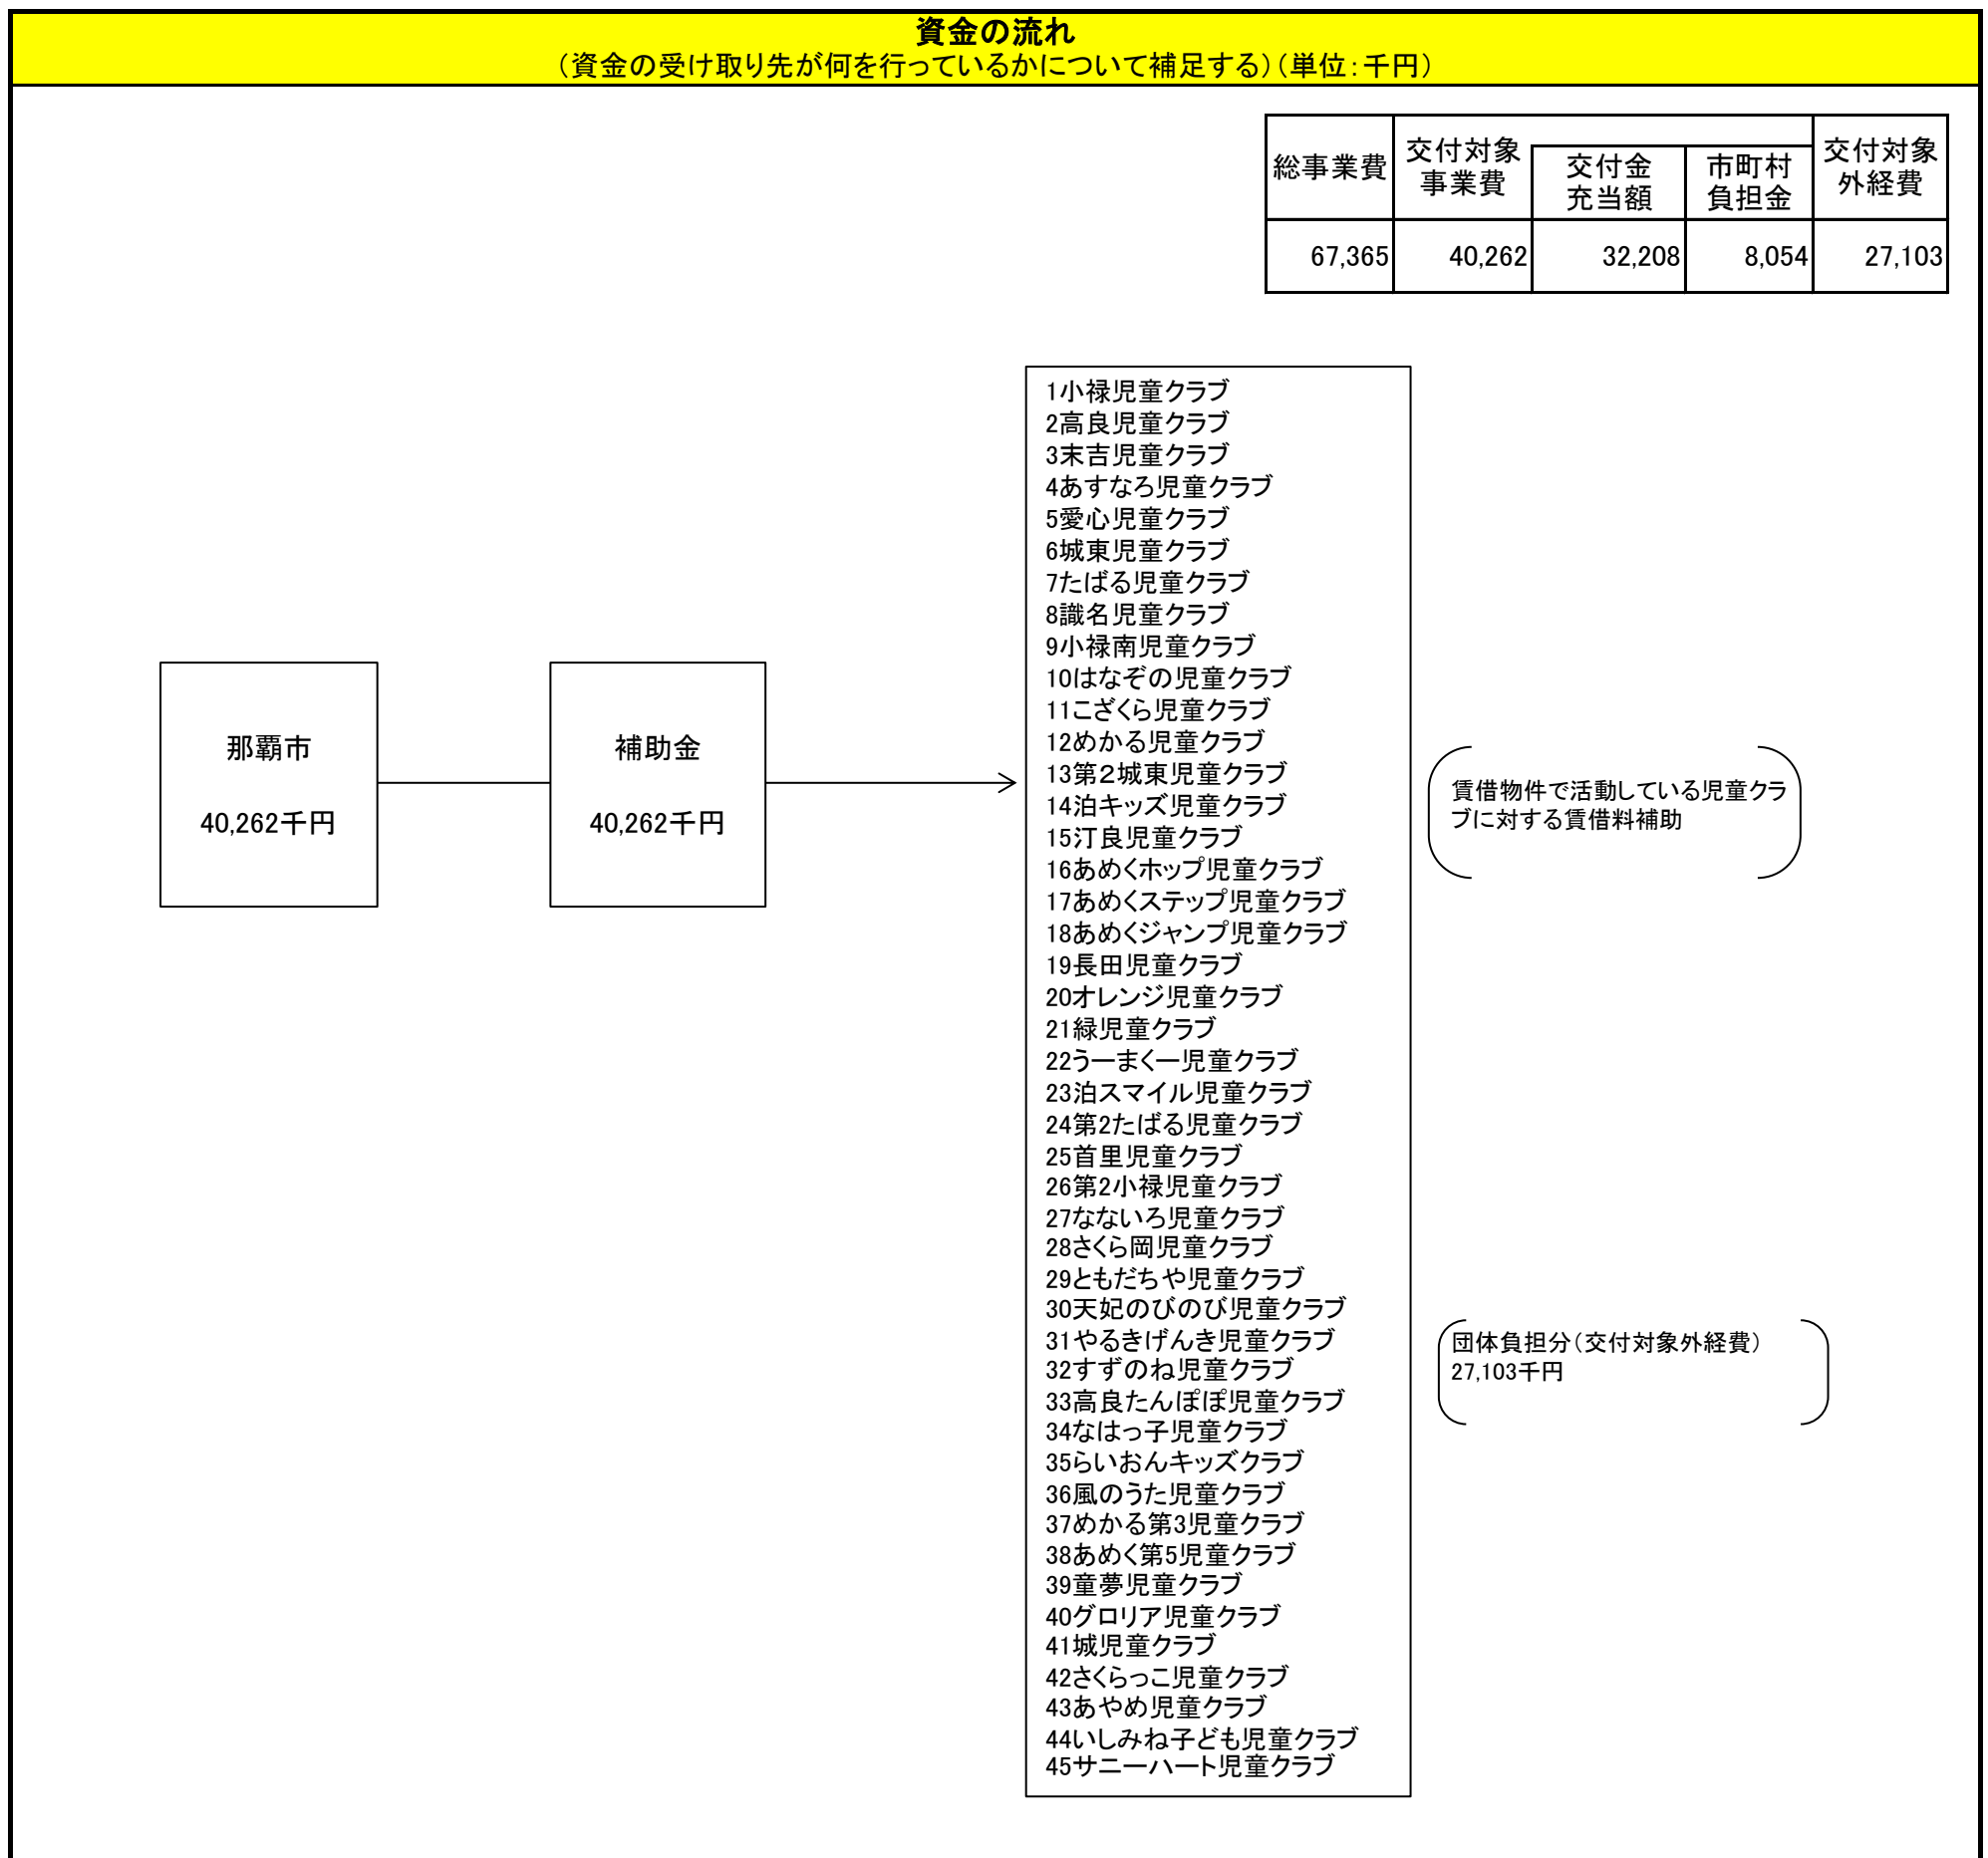 資金の流れ
（資金の受け取り先が何を行っているかについて補足する）（単位：千円）
総事業費
交付対象
事業費
交付金
充当額
市町村
負担金
交付対象
外経費
67,365
40,262
32,208
8,054
27,103
那覇市
40,262千円
補助金
40,262千円
1小禄児童クラブ
2高良児童クラブ
3末吉児童クラブ
4あすなろ児童クラブ
5愛心児童クラブ
6城東児童クラブ
7たばる児童クラブ
8識名児童クラブ
9小禄南児童クラブ
10はなぞの児童クラブ
11こざくら児童クラブ
12めかる児童クラブ
13第２城東児童クラブ
14泊キッズ児童クラブ
15汀良児童クラブ
16あめくホップ児童クラブ
17あめくステップ児童クラブ
18あめくジャンプ児童クラブ
19長田児童クラブ
20オレンジ児童クラブ
21緑児童クラブ
22うーまくー児童クラブ
23泊スマイル児童クラブ
24第2たばる児童クラブ
25首里児童クラブ
26第2小禄児童クラブ
27なないろ児童クラブ
28さくら岡児童クラブ
29ともだちや児童クラブ
30天妃のびのび児童クラブ
31やるきげんき児童クラブ
32すずのね児童クラブ
33高良たんぽぽ児童クラブ
34なはっ子児童クラブ
35らいおんキッズクラブ
36風のうた児童クラブ
37めかる第3児童クラブ
38あめく第5児童クラブ
39童夢児童クラブ
40グロリア児童クラブ
41城児童クラブ
42さくらっこ児童クラブ
43あやめ児童クラブ
44いしみね子ども児童クラブ
45サニーハート児童クラブ
賃借物件で活動している児童クラ
ブに対する賃借料補助
団体負担分（交付対象外経費）
27,103千円